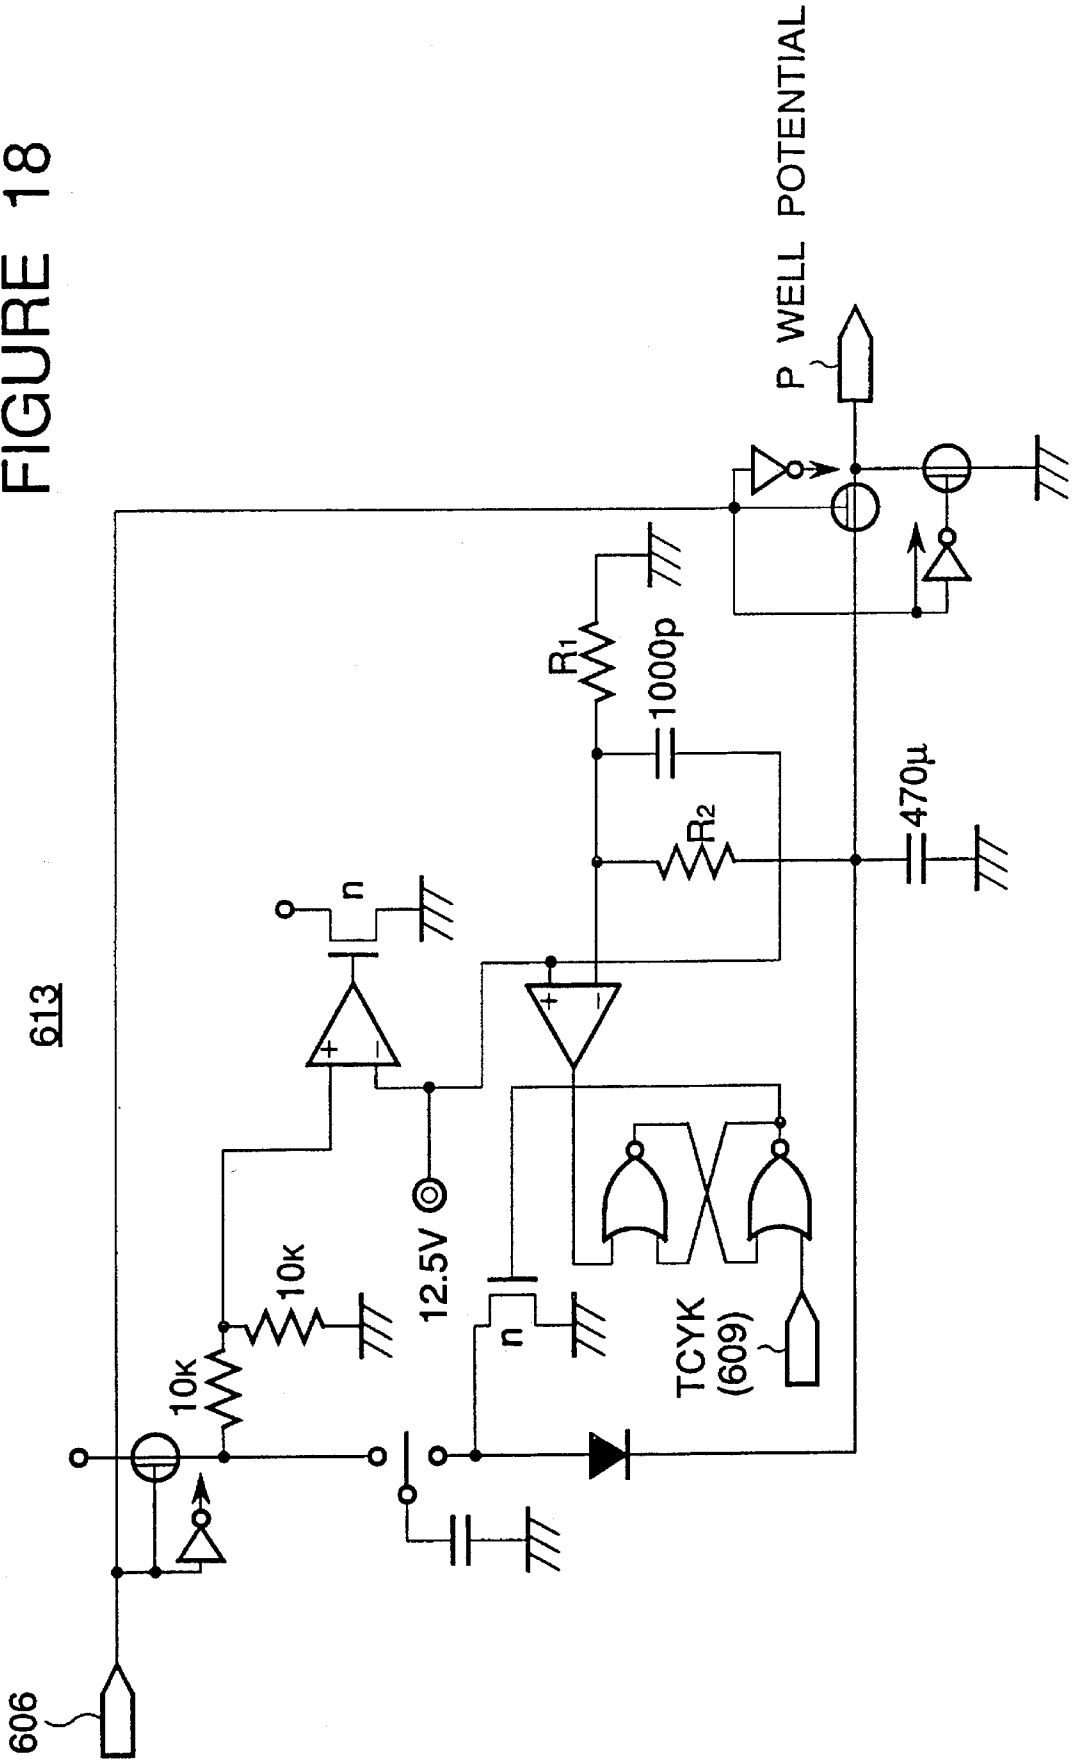 FIGURE 18
613
606
10K
10K
12.5V
n
n
TCYK
(609)
+
−
+
−
R1
1000p
R2
470μ
P WELL POTENTIAL